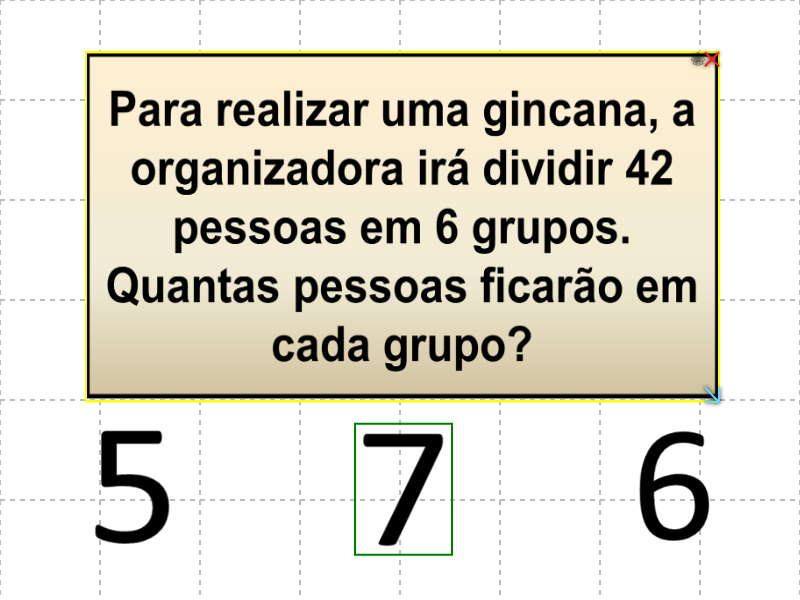 Para realizar uma gincana, a
organizadora irá dividir 42
pessoas em 6 grupos.
Quantas pessoas ficarão em
cada grupo?
5 7 6